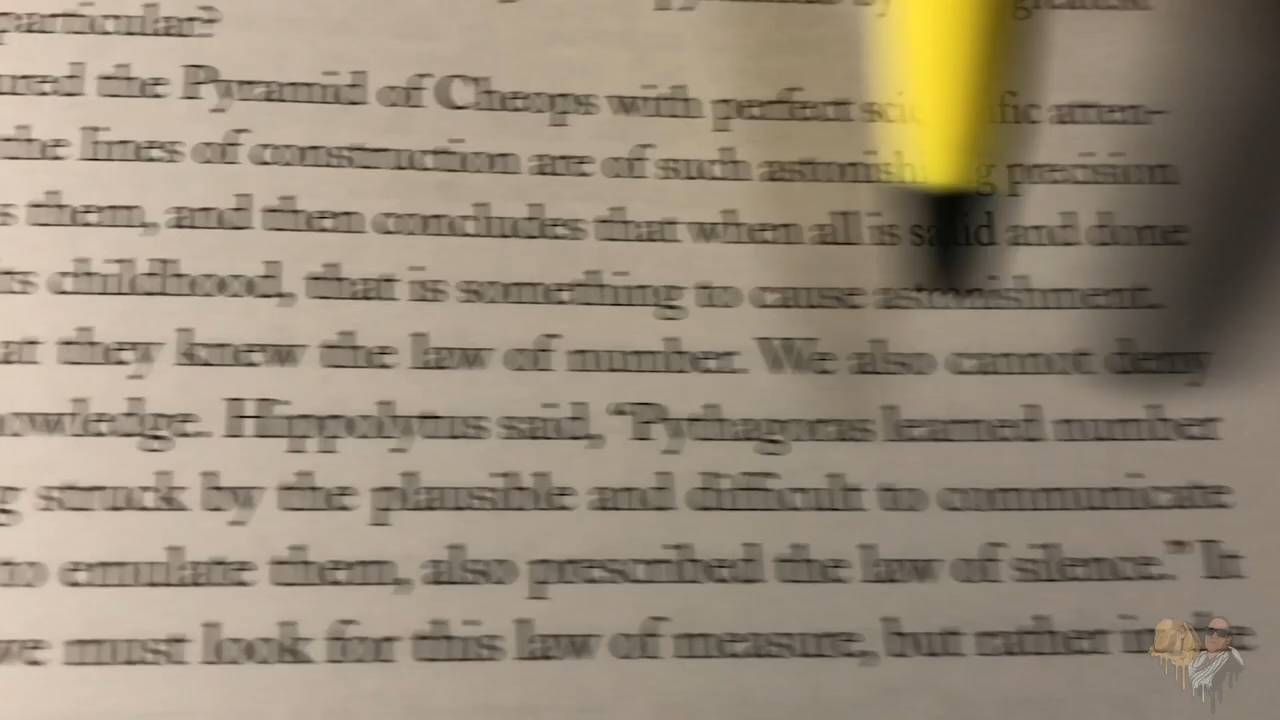 particular?
ured the Pyramid of Cheops with perfect scientific atten-
the lines of construction are of such astonishing precision
s them, and then concludes that when all is said and done
ts childhood, that is something to cause astonishment.
at they knew the law of number. We also cannot deny
owledge. Hippolytus said, “Pythagoras learned number
g struck by the plausible and difficult to communicate
to emulate them, also prescribed the law of silence.” It
we must look for this law of measure, but rather in the